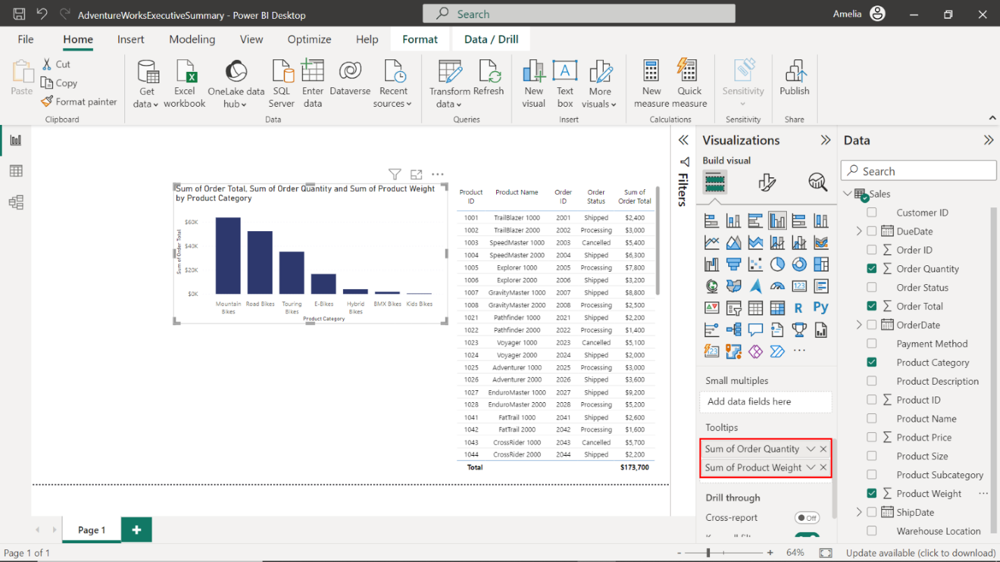 AdventureWorksExecutiveSummary - Power BI Desktop
Search
Amelia
File Home Insert Modeling View Optimize Help Format Data / Drill
Paste
Cut
Copy
Format painter
Clipboard
Get data
Excel workbook
OneLake data hub
SQL Server
Enter data
Dataverse
Recent sources
Data
Transform data
Refresh
Queries
New visual
A
Text box
More visuals
Insert
New measure
Quick measure
Calculations
Sensitivity
Sensitivity
Publish
Share
Sum of Order Total, Sum of Order Quantity and Sum of Product Weight
by Product Category
Sum of Order Total
$60K
$40K
$20K
$0K
Mountain Bikes Road Bikes Touring Bikes E-Bikes Hybrid Bikes BMX Bikes Kids Bikes
Product Category
Product ID Product Name Order ID Order Status Sum of Order Total
1001 TrailBlazer 1000 2001 Shipped $2,400
1002 TrailBlazer 2000 2002 Processing $3,000
1003 SpeedMaster 1000 2003 Cancelled $5,400
1004 SpeedMaster 2000 2004 Shipped $6,300
1005 Explorer 1000 2005 Processing $7,800
1006 Explorer 2000 2006 Shipped $3,200
1007 GravityMaster 1000 2007 Shipped $8,800
1008 GravityMaster 2000 2008 Processing $2,500
1021 Pathfinder 1000 2021 Shipped $2,200
1022 Pathfinder 2000 2022 Processing $1,400
1023 Voyager 1000 2023 Cancelled $5,100
1024 Voyager 2000 2024 Shipped $2,000
1025 Adventurer 1000 2025 Processing $3,000
1026 Adventurer 2000 2026 Shipped $3,600
1027 EnduroMaster 1000 2027 Shipped $9,200
1028 EnduroMaster 2000 2028 Processing $5,200
1041 FatTrail 1000 2041 Shipped $2,600
1042 FatTrail 2000 2042 Processing $1,600
1043 CrossRider 1000 2043 Cancelled $5,700
1044 CrossRider 2000 2044 Shipped $2,200
Total $173,700
Filters
Visualizations
Build visual
123
R
Py
123
Small multiples
Add data fields here
Tooltips
Sum of Order Quantity
Sum of Product Weight
Drill through
Cross-report
Off
Data
Search
Sales
Customer ID
DueDate
Order ID
Order Quantity
Order Status
Order Total
OrderDate
Payment Method
Product Category
Product Description
Product ID
Product Name
Product Price
Product Size
Product Subcategory
Product Weight
ShipDate
Warehouse Location
Page 1
+
Page 1 of 1
- + 64%
Update available (click to download)